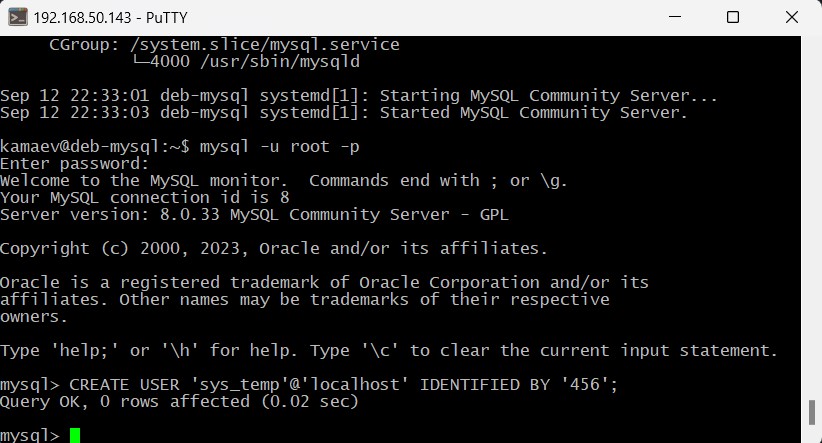 192.168.50.143 - PuTTY
CGroup: /system.slice/mysql.service
└─4000 /usr/sbin/mysqld
Sep 12 22:33:01 deb-mysql systemd[1]: Starting MySQL Community Server...
Sep 12 22:33:03 deb-mysql systemd[1]: Started MySQL Community Server.
kamaev@deb-mysql:~$ mysql -u root -p
Enter password:
Welcome to the MySQL monitor.  Commands end with ; or \g.
Your MySQL connection id is 8
Server version: 8.0.33 MySQL Community Server - GPL
Copyright (c) 2000, 2023, Oracle and/or its affiliates.
Oracle is a registered trademark of Oracle Corporation and/or its
affiliates. Other names may be trademarks of their respective
owners.
Type 'help;' or '\h' for help. Type '\c' to clear the current input statement.
mysql> CREATE USER 'sys_temp'@'localhost' IDENTIFIED BY '456';
Query OK, 0 rows affected (0.02 sec)
mysql>